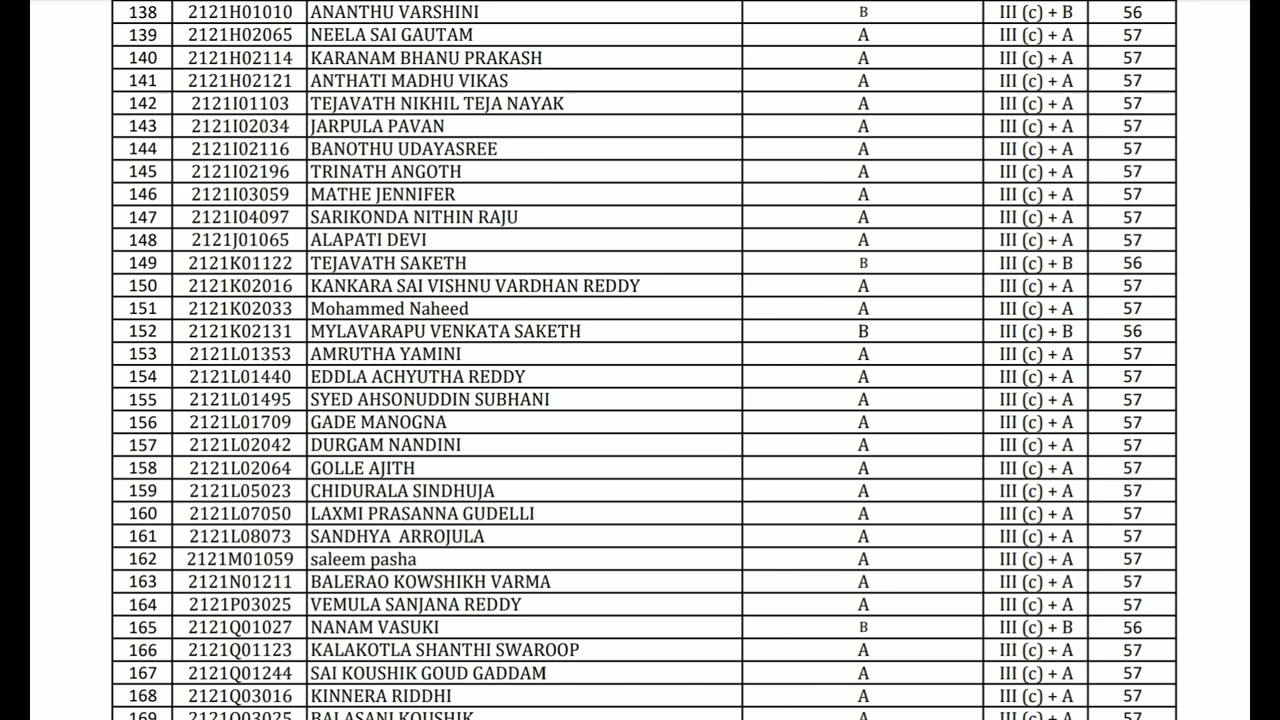 138 2121H01010 ANANTHU VARSHINI B III (c) + B 56
139 2121H02065 NEELA SAI GAUTAM A III (c) + A 57
140 2121H02114 KARANAM BHANU PRAKASH A III (c) + A 57
141 2121H02121 ANTHATI MADHU VIKAS A III (c) + A 57
142 2121I01103 TEJAVATH NIKHIL TEJA NAYAK A III (c) + A 57
143 2121I02034 JARPULA PAVAN A III (c) + A 57
144 2121I02116 BANOTHU UDAYASREE A III (c) + A 57
145 2121I02196 TRINATH ANGOTH A III (c) + A 57
146 2121I03059 MATHE JENNIFER A III (c) + A 57
147 2121I04097 SARIKONDA NITHIN RAJU A III (c) + A 57
148 2121J01065 ALAPATI DEVI A III (c) + A 57
149 2121K01122 TEJAVATH SAKETH B III (c) + B 56
150 2121K02016 KANKARA SAI VISHNU VARDHAN REDDY A III (c) + A 57
151 2121K02033 Mohammed Naheed A III (c) + A 57
152 2121K02131 MYLAVARAPU VENKATA SAKETH B III (c) + B 56
153 2121L01353 AMRUTHA YAMINI A III (c) + A 57
154 2121L01440 EDDLA ACHYUTHA REDDY A III (c) + A 57
155 2121L01495 SYED AHSONUDDIN SUBHANI A III (c) + A 57
156 2121L01709 GADE MANOGNA A III (c) + A 57
157 2121L02042 DURGAM NANDINI A III (c) + A 57
158 2121L02064 GOLLE AJITH A III (c) + A 57
159 2121L05023 CHIDURALA SINDHUJA A III (c) + A 57
160 2121L07050 LAXMI PRASANNA GUDELLI A III (c) + A 57
161 2121L08073 SANDHYA  ARROJULA A III (c) + A 57
162 2121M01059 saleem pasha A III (c) + A 57
163 2121N01211 BALERAO KOWSHIKH VARMA A III (c) + A 57
164 2121P03025 VEMULA SANJANA REDDY A III (c) + A 57
165 2121Q01027 NANAM VASUKI B III (c) + B 56
166 2121Q01123 KALAKOTLA SHANTHI SWAROOP A III (c) + A 57
167 2121Q01244 SAI KOUSHIK GOUD GADDAM A III (c) + A 57
168 2121Q03016 KINNERA RIDDHI A III (c) + A 57
169 2121Q03025 BALASANI KOUSHIK